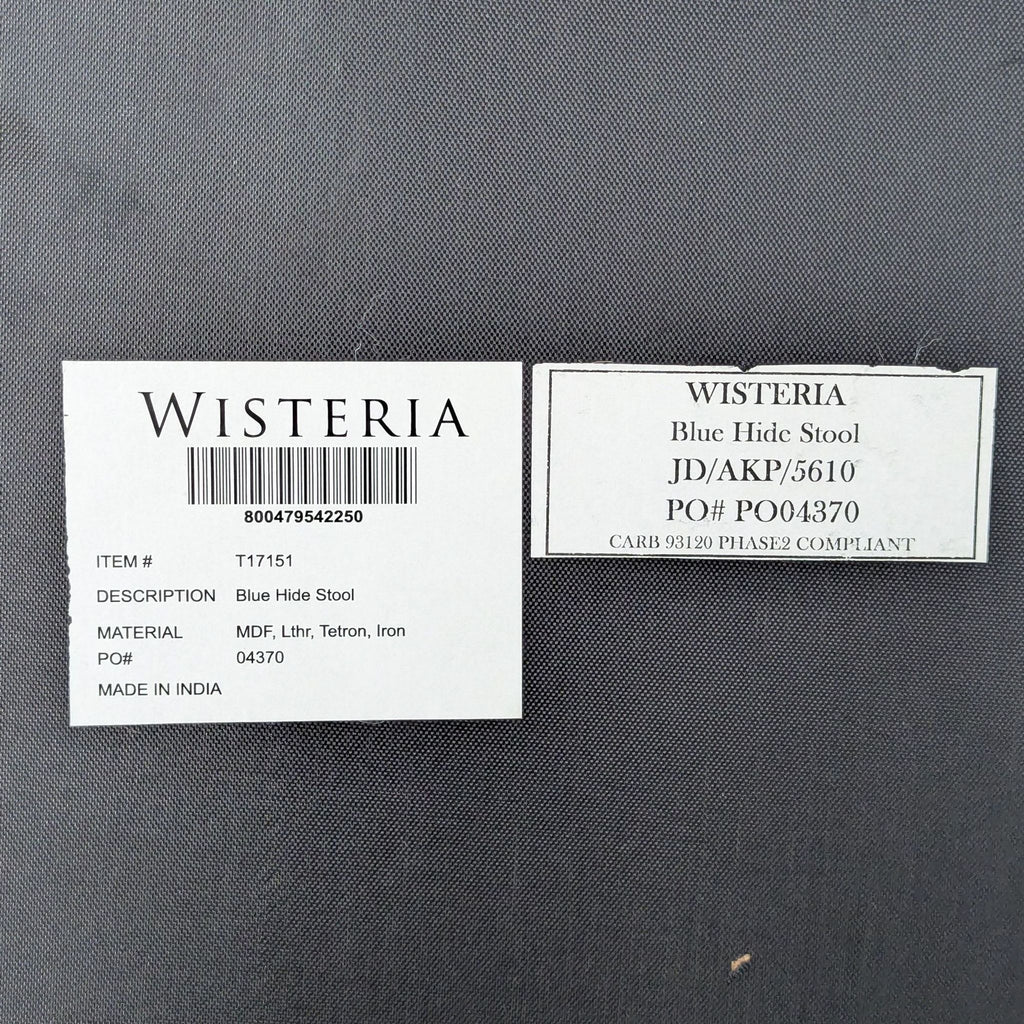 WISTERIA
800479542250
ITEM # T17151
DESCRIPTION Blue Hide Stool
MATERIAL MDF, Lthr, Tetron, Iron
PO# 04370
MADE IN INDIA
WISTERIA
Blue Hide Stool
JD/AKP/5610
PO# PO04370
CARB 93120 PHASE2 COMPLIANT